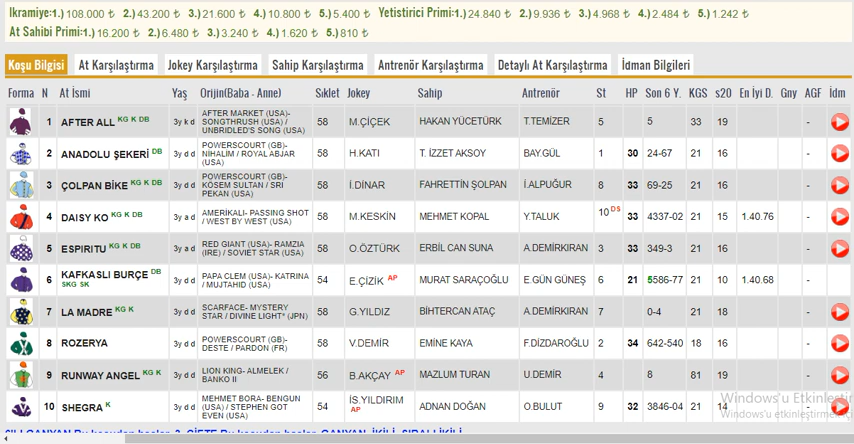 Ikramiye:1.) 108.000 ₺ 2.) 43.200 ₺ 3.) 21.600 ₺ 4.) 10.800 ₺ 5.) 5.400 ₺ Yetistirici Primi:1.) 24.840 ₺ 2.) 9.936 ₺ 3.) 4.968 ₺ 4.) 2.484 ₺ 5.) 1.242 ₺
At Sahibi Primi:1.) 16.200 ₺ 2.) 6.480 ₺ 3.) 3.240 ₺ 4.) 1.620 ₺ 5.) 810 ₺
Koşu Bilgisi At Karşılaştırma Jokey Karşılaştırma Sahip Karşılaştırma Antrenör Karşılaştırma Detaylı At Karşılaştırma İdman Bilgileri
Forma N At İsmi Yaş Orijin(Baba - Anne) Sıklet Jokey Sahip Antrenör St HP Son 6 Y. KGS s20 En İyi D. Gny AGF İdm
1 AFTER ALL KG K DB 3y k d AFTER MARKET (USA)- SONGTHRUSH (USA) / UNBRIDLED'S SONG (USA) 58 M.ÇİÇEK HAKAN YÜCETÜRK T.TEMİZER 5 5 33 19 -
2 ANADOLU ŞEKERİ DB 3y d d POWERSCOURT (GB)- NİHALIM / ROYAL ABJAR (USA) 58 H.KATI T. İZZET AKSOY BAY.GÜL 1 30 24-67 21 16 -
3 ÇOLPAN BİKE KG K DB 3y d d POWERSCOURT (GB)- KÖSEM SULTAN / SRI PEKAN (USA) 58 İ.DİNAR FAHRETTİN ŞOLPAN İ.ALPUĞUR 8 33 69-25 21 16 -
4 DAISY KO KG K DB 3y a d AMERİKALI- PASSING SHOT / WEST BY WEST (USA) 58 M.KESKİN MEHMET KOPAL Y.TALUK 10 DS 33 4337-02 21 15 1.40.76 -
5 ESPIRITU KG K DB 3y a d RED GIANT (USA)- RAMZIA (IRE) / SOVIET STAR (USA) 58 O.ÖZTÜRK ERBİL CAN SUNA A.DEMİRKIRAN 3 33 349-3 21 16 -
6 KAFKASLI BURÇE DB SKG SK 3y d d PAPA CLEM (USA)- KATRINA / MUJTAHID (USA) 54 E.ÇİZİK AP MURAT SARAÇOĞLU E.GÜN GÜNEŞ 6 21 5586-77 21 10 1.40.68 -
7 LA MADRE KG K 3y d d SCARFACE- MYSTERY STAR / DIVINE LIGHT* (JPN) 58 G.YILDIZ BİHTERCAN ATAÇ A.DEMİRKIRAN 7 0-4 21 18 -
8 ROZERYA 3y d d POWERSCOURT (GB)- DESTE / PARDON (FR) 58 V.DEMİR EMİNE KAYA F.DİZDAROĞLU 2 34 642-540 18 16 -
9 RUNWAY ANGEL KG K 3y d d LION KING- ALMELEK / BANKO II 56 B.AKÇAY AP MAZLUM TURAN U.DEMİR 4 8 81 19 -
10 SHEGRA K 3y d d MEHMET BORA- BENGUN (USA) / STEPHEN GOT EVEN (USA) 54 İS.YILDIRIM AP ADNAN DOĞAN O.BULUT 9 32 3846-04 21 14 -
Windows'u Etkinleştir
Windows'u etkinleştirmek iç